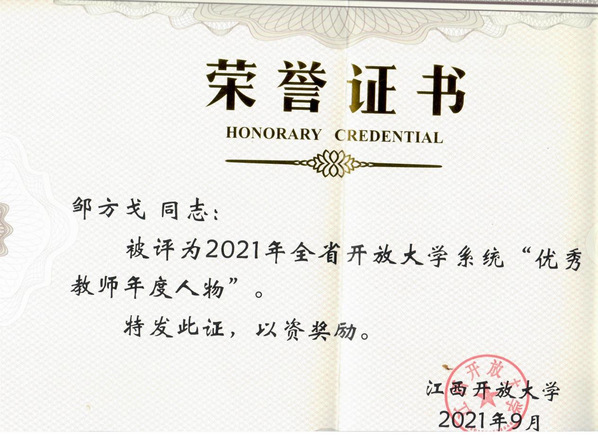 荣誉证书
HONORARY CREDENTIAL
邹方戈 同志：
被评为2021年全省开放大学系统“优秀
教师年度人物”。
特发此证，以资奖励。
江西开放大学
2021年9月